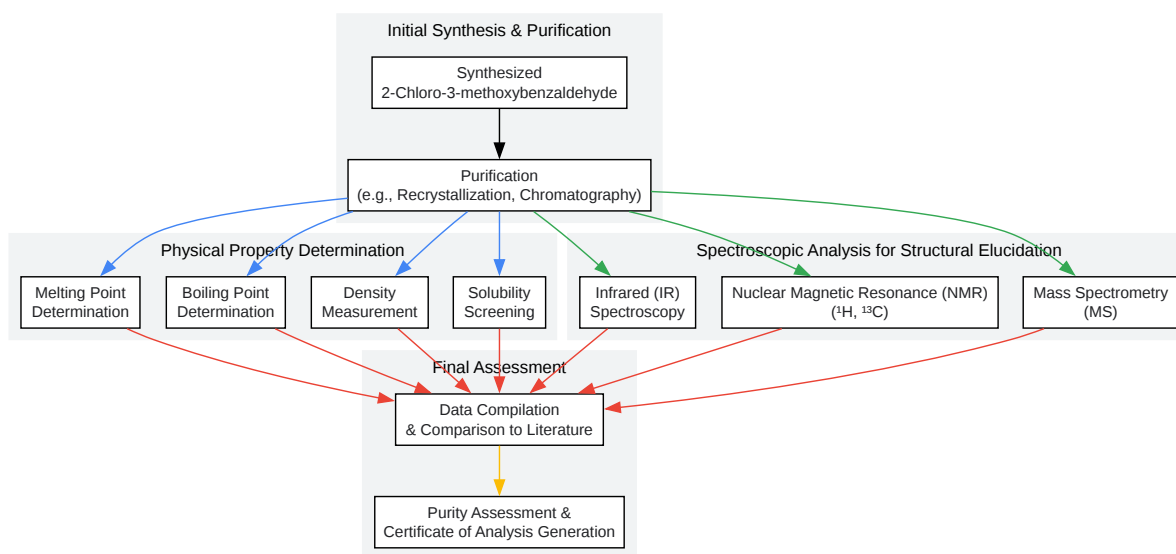 Initial Synthesis & Purification
Synthesized
2-Chloro-3-methoxybenzaldehyde
Purification
(e.g., Recrystallization, Chromatography)
Physical Property Determination
Melting Point
Determination
Boiling Point
Determination
Density
Measurement
Solubility
Screening
Spectroscopic Analysis for Structural Elucidation
Infrared (IR)
Spectroscopy
Nuclear Magnetic Resonance (NMR)
(¹H, ¹³C)
Mass Spectrometry
(MS)
Final Assessment
Data Compilation
& Comparison to Literature
Purity Assessment &
Certificate of Analysis Generation